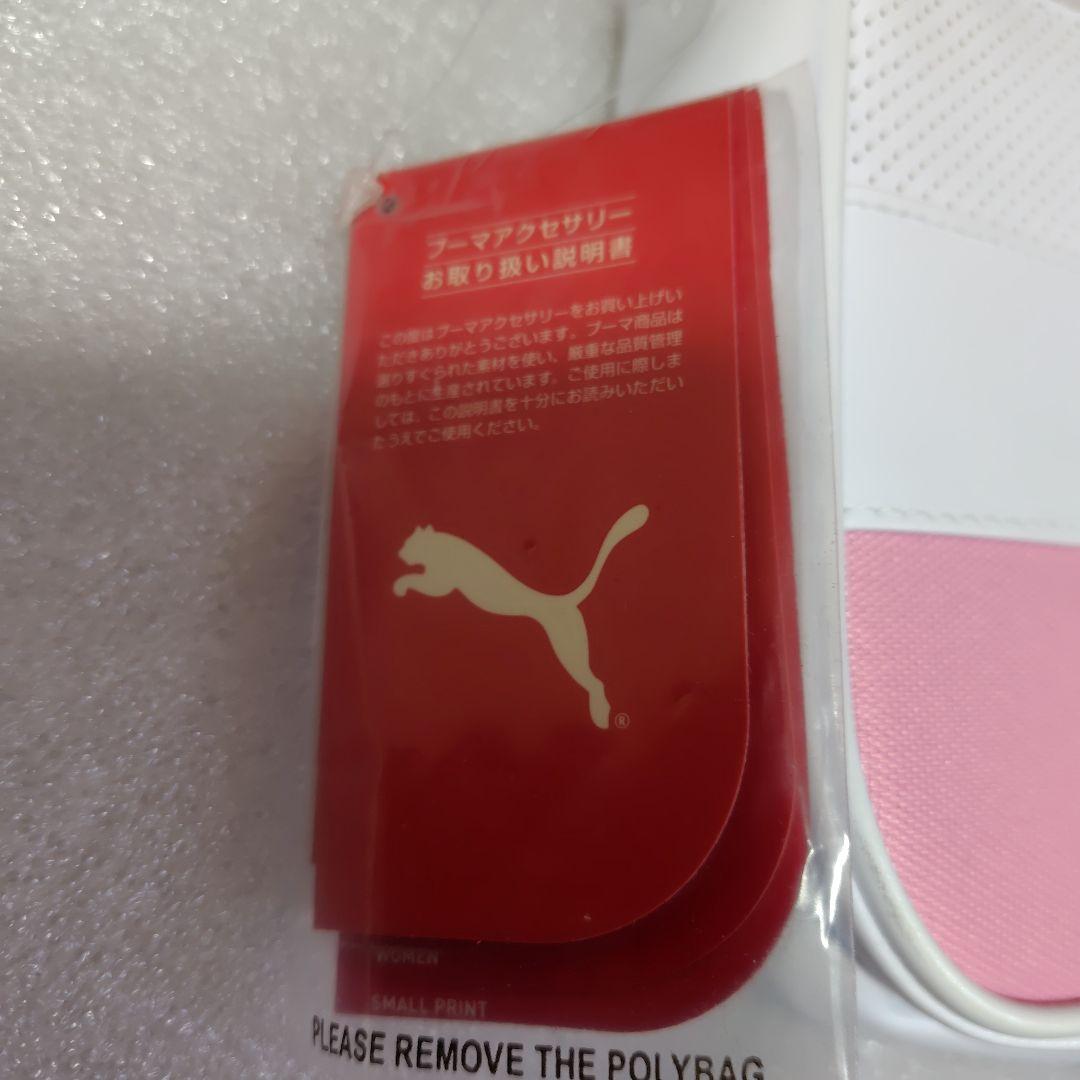 プーマアクセサリー
お取り扱い説明書
この度はプーマアクセサリーをお買い上げい
ただきありがとうございます。プーマ商品は
選りすぐられた素材を使い、厳重な品質管理
のもとに生産されています。ご使用に際しま
しては、この説明書を十分にお読みいただい
たうえでご使用ください。
®
WOMEN
SMALL PRINT
PLEASE REMOVE THE POLYBAG